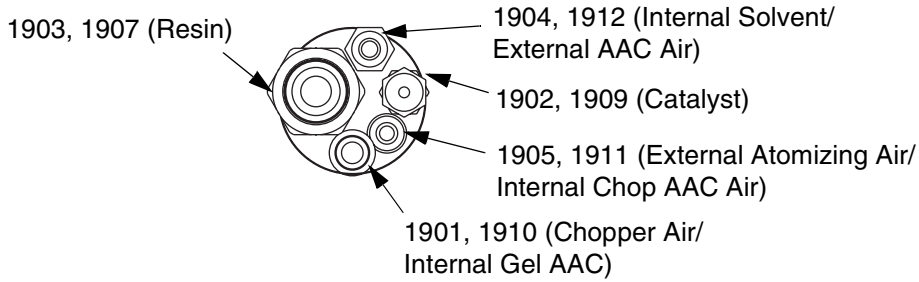 1903, 1907 (Resin)
1904, 1912 (Internal Solvent/
External AAC Air)
1902, 1909 (Catalyst)
1905, 1911 (External Atomizing Air/
Internal Chop AAC Air)
1901, 1910 (Chopper Air/
Internal Gel AAC)